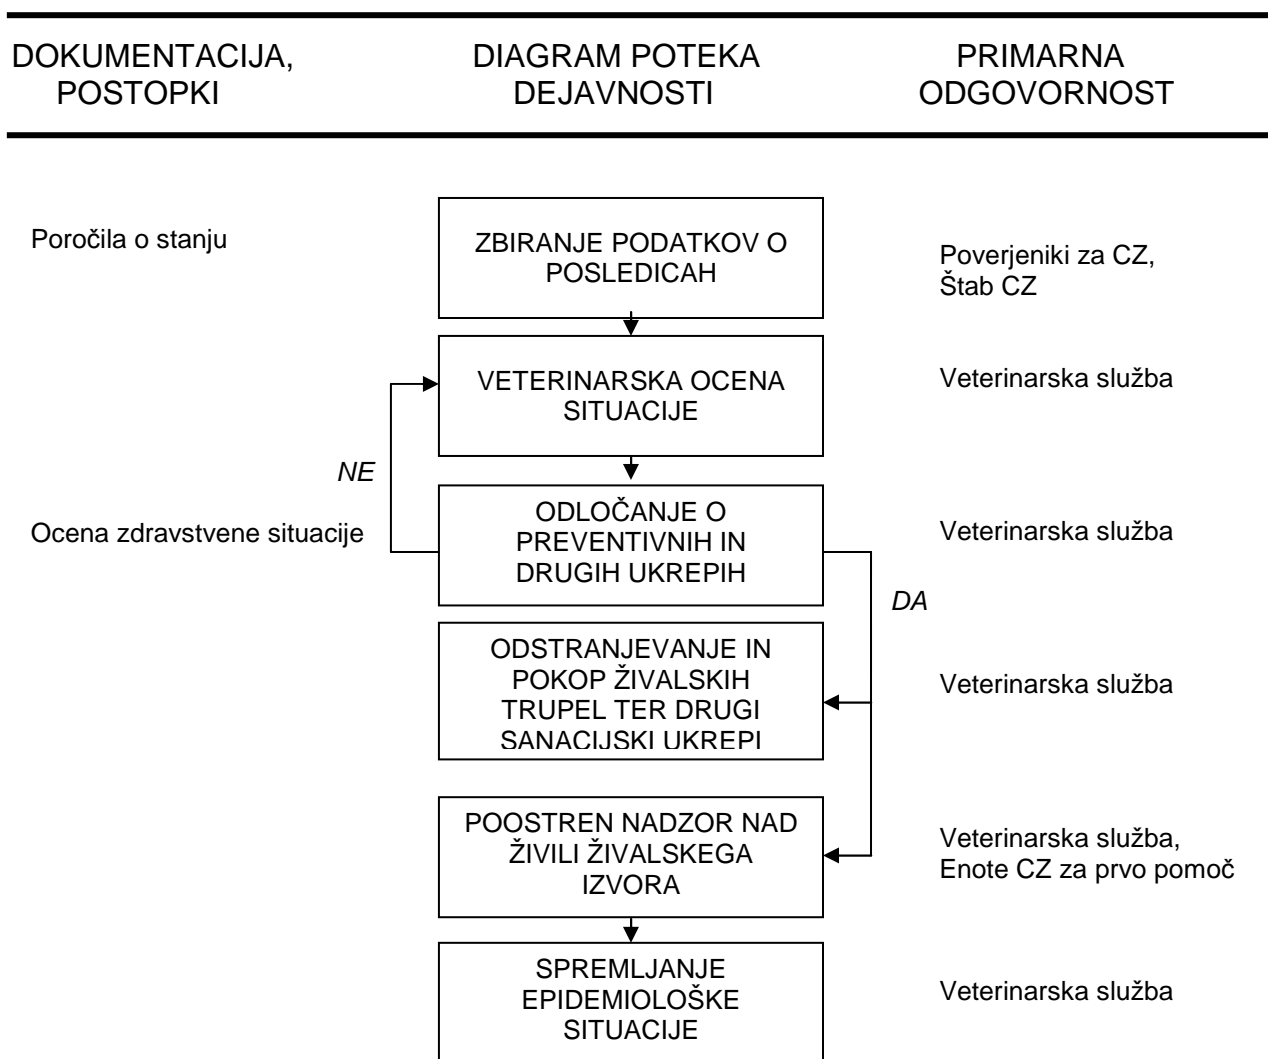 DOKUMENTACIJA,
POSTOPKI
DIAGRAM POTEKA
DEJAVNOSTI
PRIMARNA
ODGOVORNOST
Poročila o stanju
ZBIRANJE PODATKOV O
POSLEDICAH
Poverjeniki za CZ,
Štab CZ
VETERINARSKA OCENA
SITUACIJE
Veterinarska služba
NE
Ocena zdravstvene situacije
ODLOČANJE O
PREVENTIVNIH IN
DRUGIH UKREPIH
Veterinarska služba
DA
ODSTRANJEVANJE IN
POKOP ŽIVALSKIH
TRUPEL TER DRUGI
SANACIJSKI UKREPI
Veterinarska služba
POOSTREN NADZOR NAD
ŽIVILI ŽIVALSKEGA
IZVORA
Veterinarska služba,
Enote CZ za prvo pomoč
SPREMLJANJE
EPIDEMIOLOŠKE
SITUACIJE
Veterinarska služba